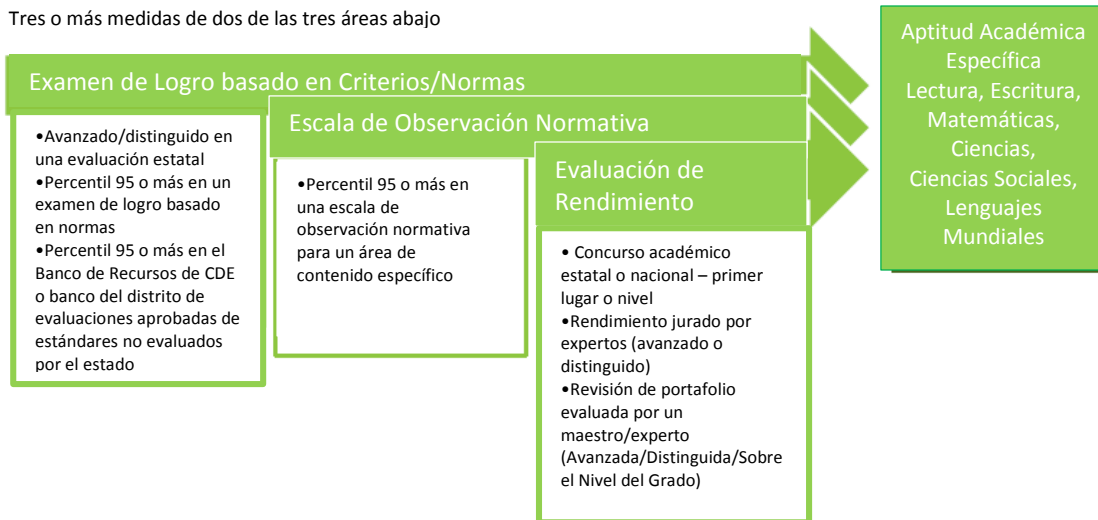 Tres o más medidas de dos de las tres áreas abajo
Examen de Logro basado en Criterios/Normas
•Avanzado/distinguido en
una evaluación estatal
•Percentil 95 o más en un
examen de logro basado
en normas
•Percentil 95 o más en el
Banco de Recursos de CDE
o banco del distrito de
evaluaciones aprobadas de
estándares no evaluados
por el estado
Escala de Observación Normativa
•Percentil 95 o más en
una escala de
observación normativa
para un área de
contenido específico
Evaluación de
Rendimiento
• Concurso académico
estatal o nacional – primer
lugar o nivel
•Rendimiento jurado por
expertos (avanzado o
distinguido)
•Revisión de portafolio
evaluada por un
maestro/experto
(Avanzada/Distinguida/Sobre
el Nivel del Grado)
Aptitud Académica
Específica
Lectura, Escritura,
Matemáticas,
Ciencias,
Ciencias Sociales,
Lenguajes
Mundiales